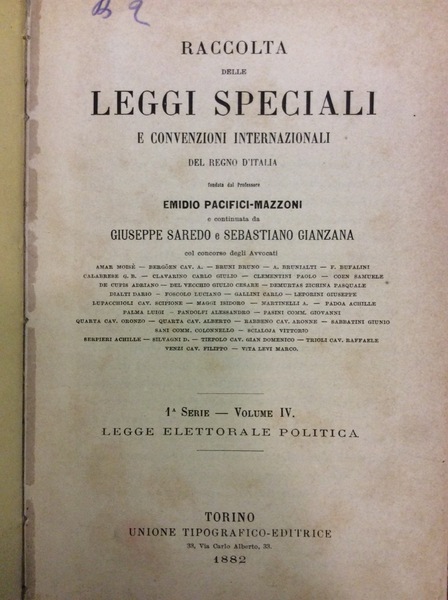 RACCOLTA
DELLE
LEGGI SPECIALI
E CONVENZIONI INTERNAZIONALI
DEL REGNO D'ITALIA
fondata dal Professore
EMIDIO PACIFICI-MAZZONI
e continuata da
GIUSEPPE SAREDO e SEBASTIANO GIANZANA
col concorso degli Avvocati
AMAR MOISÈ — BERGÖEN CAV. A. — BRUNI BRUNO — A. BRUNIALTI — F. BUFALINI
CALABRESE G. B. — CLAVARINO CARLO GIULIO — CLEMENTINI PAOLO — COEN SAMUELE
DE CUPIS ADRIANO — DEL VECCHIO GIULIO CESARE — DEMURTAS ZICHINA PASQUALE
DIALTI DARIO — FOSCOLO LUCIANO — GALLINI CARLO — LEPORINI GIUSEPPE
LUPACCHIOLI CAV. SCIPIONE — MAGGI ISIDORO — MARTINELLI A. — PADOA ACHILLE
PALMA LUIGI — PANDOLFI ALESSANDRO — PASINI COMM. GIOVANNI
QUARTA CAV. ORONZO — QUARTA CAV. ALBERTO — RABBENO CAV. ARONNE — SABBATINI GIUNIO
SANI COMM. COLONNELLO — SCIALOJA VITTORIO
SERPIERI ACHILLE — SILVAGNI D. — TIEPOLO CAV. GIAN DOMENICO — TRIOLI CAV. RAFFAELE
VENZI CAV. FILIPPO — VITA LEVI MARCO.
1ᴬ SERIE — VOLUME IV.
LEGGE ELETTORALE POLITICA
TORINO
UNIONE TIPOGRAFICO-EDITRICE
33, Via Carlo Alberto, 33.
1882